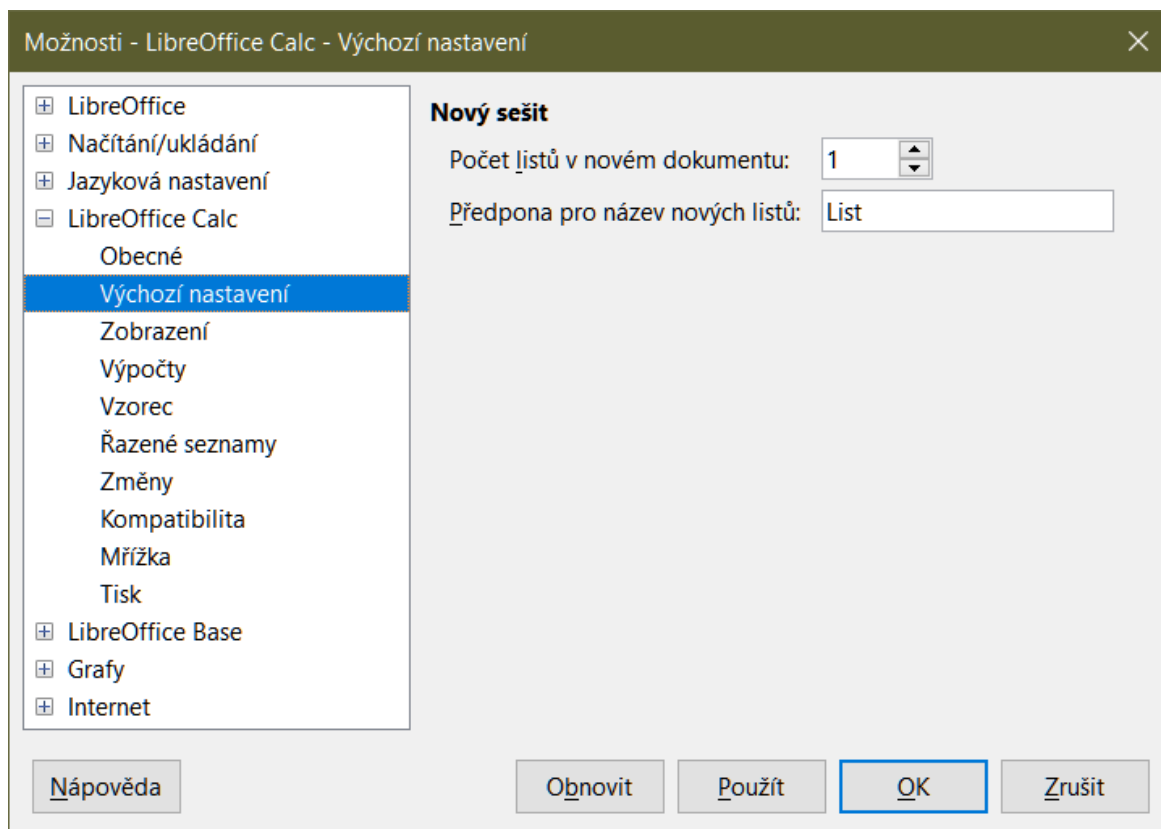 Možnosti - LibreOffice Calc - Výchozí nastavení
LibreOffice
Načítání/ukládání
Jazyková nastavení
LibreOffice Calc
Obecné
Výchozí nastavení
Zobrazení
Výpočty
Vzorec
Řazené seznamy
Změny
Kompatibilita
Mřížka
Tisk
LibreOffice Base
Grafy
Internet
Nový sešit
Počet listů v novém dokumentu: 1
Předpona pro název nových listů: List
Nápověda Obnovit Použít OK Zrušit